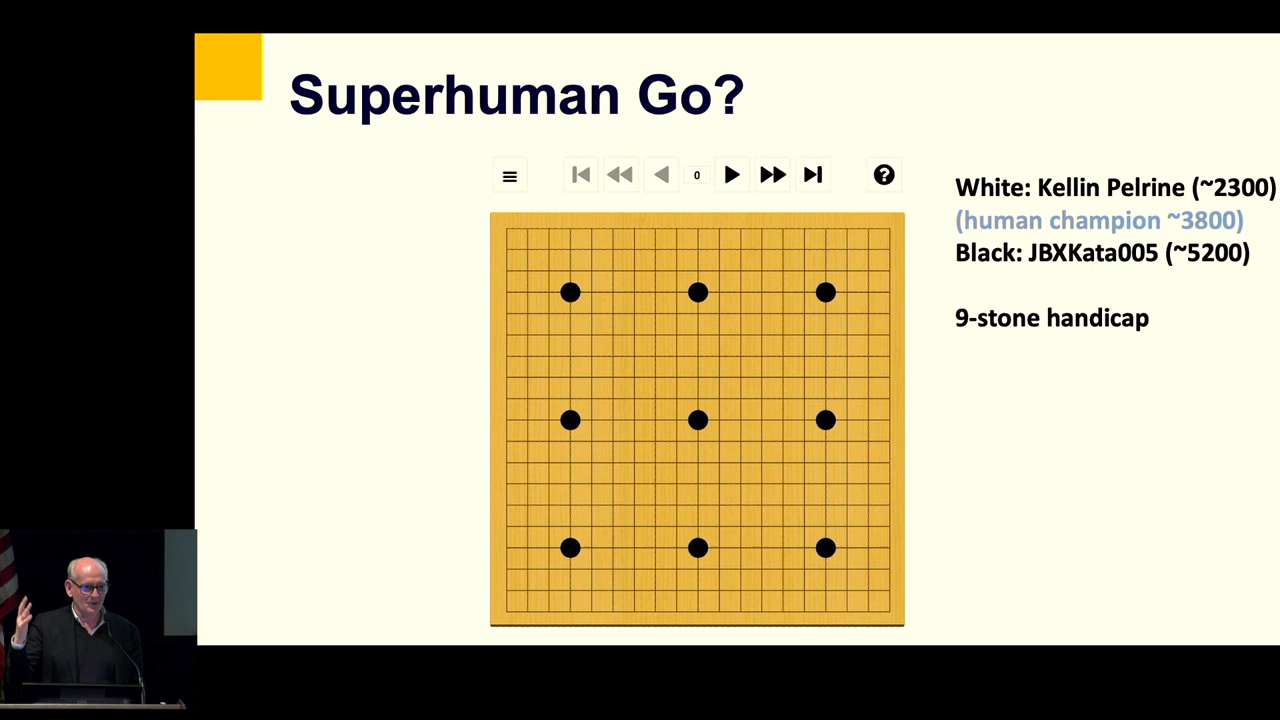 Superhuman Go?
0
?
White: Kellin Pelrine (~2300)
(human champion ~3800)
Black: JBXKata005 (~5200)
9-stone handicap